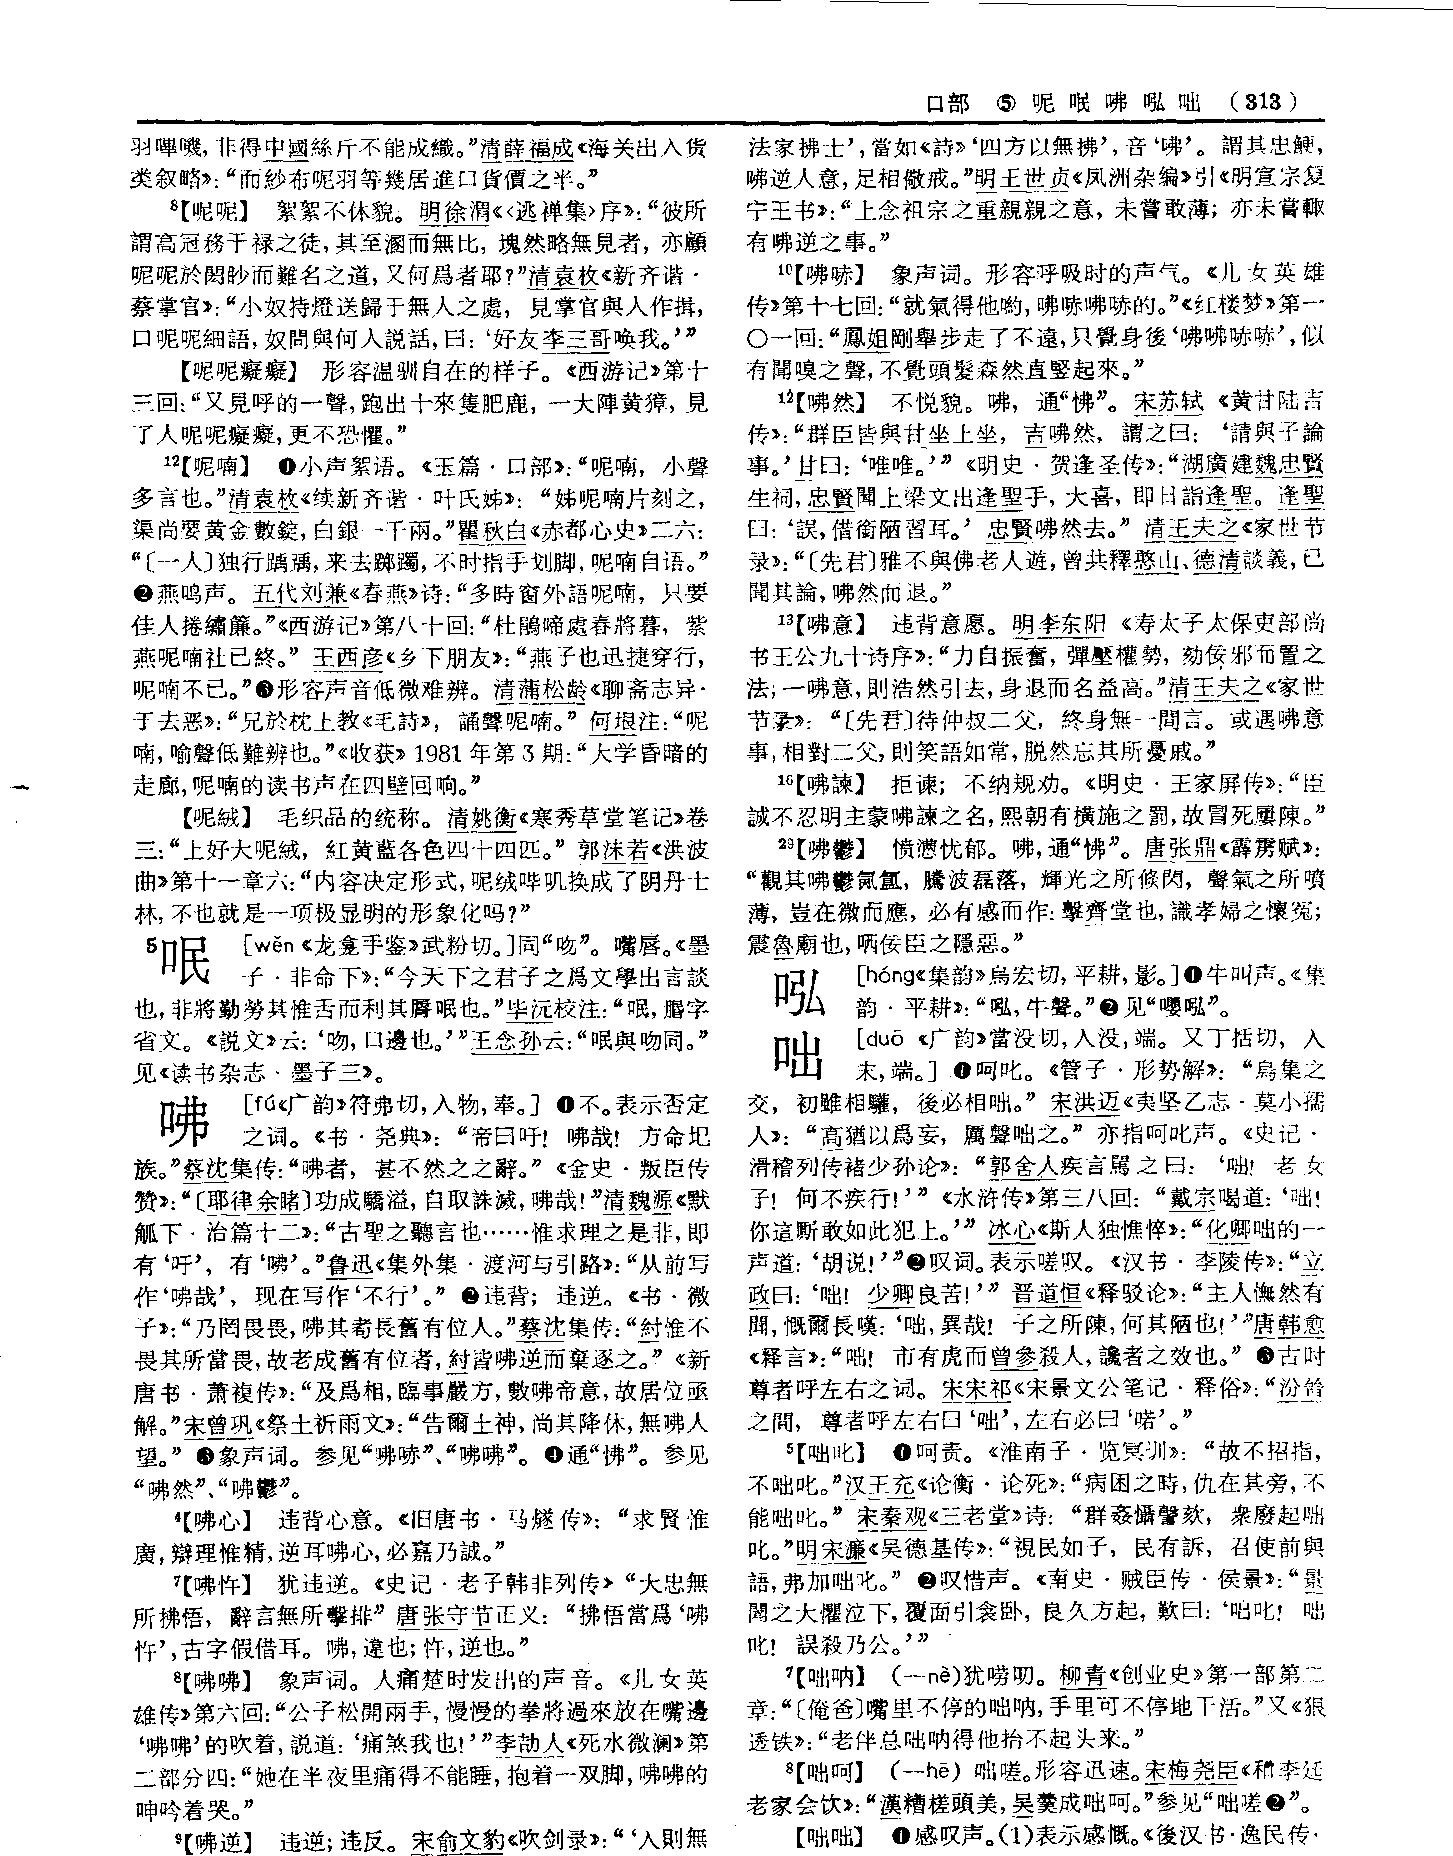 口部 ⑤ 呢 呡 咈 吰 咄 (313)
羽嗶嘰，非得中國絲斤不能成織。”清薛福成《海关出入货
类叙略》：“而紗布呢羽等幾居進口貨價之半。”
8【呢呢】 絮絮不休貌。明徐渭《〈逃禅集〉序》：“彼所
謂高冠務干禄之徒，其至溷而無比，塊然略無見者，亦顧
呢呢於閎眇而難名之道，又何爲者耶？”清袁枚《新齐谐·
蔡掌官》：“小奴持燈送歸于無人之處，見掌官與人作揖，
口呢呢細語，奴問與何人説話，曰：‘好友李三哥唤我。’”
【呢呢癡癡】 形容温驯自在的样子。《西游记》第十
三回：“又見呼的一聲，跑出十來隻肥鹿，一大陣黄獐，見
了人呢呢癡癡，更不恐懼。”
12【呢喃】 ❶小声絮语。《玉篇·口部》：“呢喃，小聲
多言也。”清袁枚《续新齐谐·叶氏姊》：“姊呢喃片刻之，
渠尚要黄金數錠，白銀一千兩。”瞿秋白《赤都心史》二六：
“〔一人〕独行踽踽，来去踯躅，不时指手划脚，呢喃自语。”
❷燕鸣声。五代刘兼《春燕》诗：“多時窗外語呢喃，只要
佳人捲繡簾。”《西游记》第八十回：“杜鵑啼處春將暮，紫
燕呢喃社已終。”王西彦《乡下朋友》：“燕子也迅捷穿行，
呢喃不已。”❸形容声音低微难辨。清蒲松龄《聊斋志异·
于去恶》：“兄於枕上教《毛詩》，誦聲呢喃。”何垠注：“呢
喃，喻聲低難辨也。”《收获》1981年第3期：“大学昏暗的
走廊，呢喃的读书声在四壁回响。”
【呢絨】 毛织品的统称。清姚衡《寒秀草堂笔记》卷
三：“上好大呢絨，紅黄藍各色四十四匹。”郭沫若《洪波
曲》第十一章六：“内容决定形式，呢绒哔叽换成了阴丹士
林，不也就是一项极显明的形象化吗？”
5呡 [wěn《龙龛手鉴》武粉切。]同“吻”。嘴唇。《墨
子·非命下》：“今天下之君子之爲文學出言談
也，非將勤勞其惟舌而利其脣呡也。”毕沅校注：“呡，脗字
省文。《説文》云：‘吻，口邊也。’”王念孙云：“呡與吻同。”
见《读书杂志·墨子三》。
咈 [fú《广韵》符弗切，入物，奉。] ❶不。表示否定
之词。《书·尧典》：“帝曰吁！咈哉！方命圮
族。”蔡沈集传：“咈者，甚不然之之辭。”《金史·叛臣传
赞》：“〔耶律余睹〕功成驕溢，自取誅滅，咈哉！”清魏源《默
觚下·治篇十二》：“古聖之聽言也……惟求理之是非，即
有‘吁’，有‘咈’。”鲁迅《集外集·渡河与引路》：“从前写
作‘咈哉’，现在写作‘不行’。” ❷违背；违逆。《书·微
子》：“乃罔畏畏，咈其耇長舊有位人。”蔡沈集传：“紂惟不
畏其所當畏，故老成舊有位者，紂皆咈逆而棄逐之。”《新
唐书·萧複传》：“及爲相，臨事嚴方，數咈帝意，故居位亟
解。”宋曾巩《祭土祈雨文》：“告爾土神，尚其降休，無咈人
望。” ❸象声词。参见“咈哧”、“咈咈”。❹通“怫”。参见
“咈然”、“咈鬱”。
4【咈心】 违背心意。《旧唐书·马燧传》：“求賢惟
廣，辯理惟精，逆耳咈心，必嘉乃誠。”
7【咈忤】 犹违逆。《史记·老子韩非列传》“大忠無
所拂悟，辭言無所擊排”唐张守节正义：“拂悟當爲‘咈
忤’，古字假借耳。咈，違也；忤，逆也。”
8【咈咈】 象声词。人痛楚时发出的声音。《儿女英
雄传》第六回：“公子松開兩手，慢慢的拳將過來放在嘴邊
‘咈咈’的吹着，説道：‘痛煞我也！’”李劼人《死水微澜》第
二部分四：“她在半夜里痛得不能睡，抱着一双脚，咈咈的
呻吟着哭。”
9【咈逆】 违逆；违反。宋俞文豹《吹剑录》：“‘入則無
法家拂士’，當如《詩》‘四方以無拂’，音‘咈’。謂其忠鯁，
咈逆人意，足相儆戒。”明王世贞《凤洲杂编》引《明宣宗复
宁王书》：“上念祖宗之重親親之意，未嘗敢薄；亦未嘗輙
有咈逆之事。”
10【咈哧】 象声词。形容呼吸时的声气。《儿女英雄
传》第十七回：“就氣得他喲，咈哧咈哧的。”《红楼梦》第一
〇一回：“鳳姐剛舉步走了不遠，只覺身後‘咈咈哧哧’，似
有聞嗅之聲，不覺頭髮森然直竪起來。”
12【咈然】 不悦貌。咈，通“怫”。宋苏轼《黄甘陆吉
传》：“群臣皆與甘坐上坐，吉咈然，謂之曰：‘請與子論
事。’甘曰：‘唯唯。’”《明史·贺逢圣传》：“湖廣建魏忠賢
生祠，忠賢聞上梁文出逢聖手，大喜，即日詣逢聖。逢聖
曰：‘誤，借銜陋習耳。’ 忠賢咈然去。”清王夫之《家世节
录》：“〔先君〕雅不與佛老人遊，曾共釋憨山、德清談義，已
聞其論，咈然而退。”
13【咈意】 违背意愿。明李东阳《寿太子太保吏部尚
书王公九十诗序》：“力自振奮，彈壓權勢，劾佞邪而置之
法；一咈意，則浩然引去，身退而名益高。”清王夫之《家世
节录》：“〔先君〕待仲叔二父，終身無一間言。或遇咈意
事，相對二父，則笑語如常，脱然忘其所憂戚。”
16【咈諫】 拒谏；不纳规劝。《明史·王家屏传》：“臣
誠不忍明主蒙咈諫之名，熙朝有横施之罰，故冒死屢陳。”
29【咈鬱】 愤懑忧郁。咈，通“怫”。唐张鼎《霹雳赋》：
“觀其咈鬱氤氲，騰波磊落，輝光之所倏閃，聲氣之所噴
薄，豈在微而應，必有感而作：擊齊堂也，識孝婦之懷冤；
震魯廟也，哂佞臣之隱惡。”
吰 [hóng《集韵》烏宏切，平耕，影。]❶牛叫声。《集
韵·平耕》：“吰，牛聲。”❷见“嘤吰”。
咄 [duō《广韵》當没切，入没，端。又丁括切，入
末，端。] ❶呵叱。《管子·形势解》：“烏集之
交，初雖相驩，後必相咄。”宋洪迈《夷坚乙志·莫小孺
人》：“高猶以爲妄，厲聲咄之。”亦指呵叱声。《史记·
滑稽列传褚少孙论》：“郭舍人疾言駡之曰：‘咄！老女
子！何不疾行！’”《水浒传》第三八回：“戴宗喝道：‘咄！
你這厮敢如此犯上。’”冰心《斯人独憔悴》：“化卿咄的一
声道：‘胡说！’”❷叹词。表示嗟叹。《汉书·李陵传》：“立
政曰：‘咄！少卿良苦！’”晋道恒《释驳论》：“主人憮然有
間，慨爾長嘆：‘咄，異哉！子之所陳，何其陋也！’”唐韩愈
《释言》：“咄！市有虎而曾參殺人，讒者之效也。” ❸古时
尊者呼左右之词。宋宋祁《宋景文公笔记·释俗》：“汾晉
之間，尊者呼左右曰‘咄’，左右必曰‘喏’。”
5【咄叱】 ❶呵责。《淮南子·览冥训》：“故不招指，
不咄叱。”汉王充《论衡·论死》：“病困之時，仇在其旁，不
能咄叱。”宋秦观《三老堂》诗：“群姦懾謦欬，衆廢起咄
叱。”明宋濂《吴德基传》：“視民如子，民有訴，召使前與
語，弗加咄叱。” ❷叹惜声。《南史·贼臣传·侯景》：“景
聞之大懼泣下，覆面引衾卧，良久方起，歎曰：‘咄叱！咄
叱！誤殺乃公。’”
7【咄呐】 (一nè)犹唠叨。柳青《创业史》第一部第二
章：“〔俺爸〕嘴里不停的咄呐，手里可不停地干活。”又《狠
透铁》：“老伴总咄呐得他抬不起头来。”
8【咄呵】 (一hē) 咄嗟。形容迅速。宋梅尧臣《和李廷
老家会饮》：“漢糟槎頭美，吴羹成咄呵。”参见“咄嗟❷”。
【咄咄】 ❶感叹声。(1)表示感慨。《後汉书·逸民传·